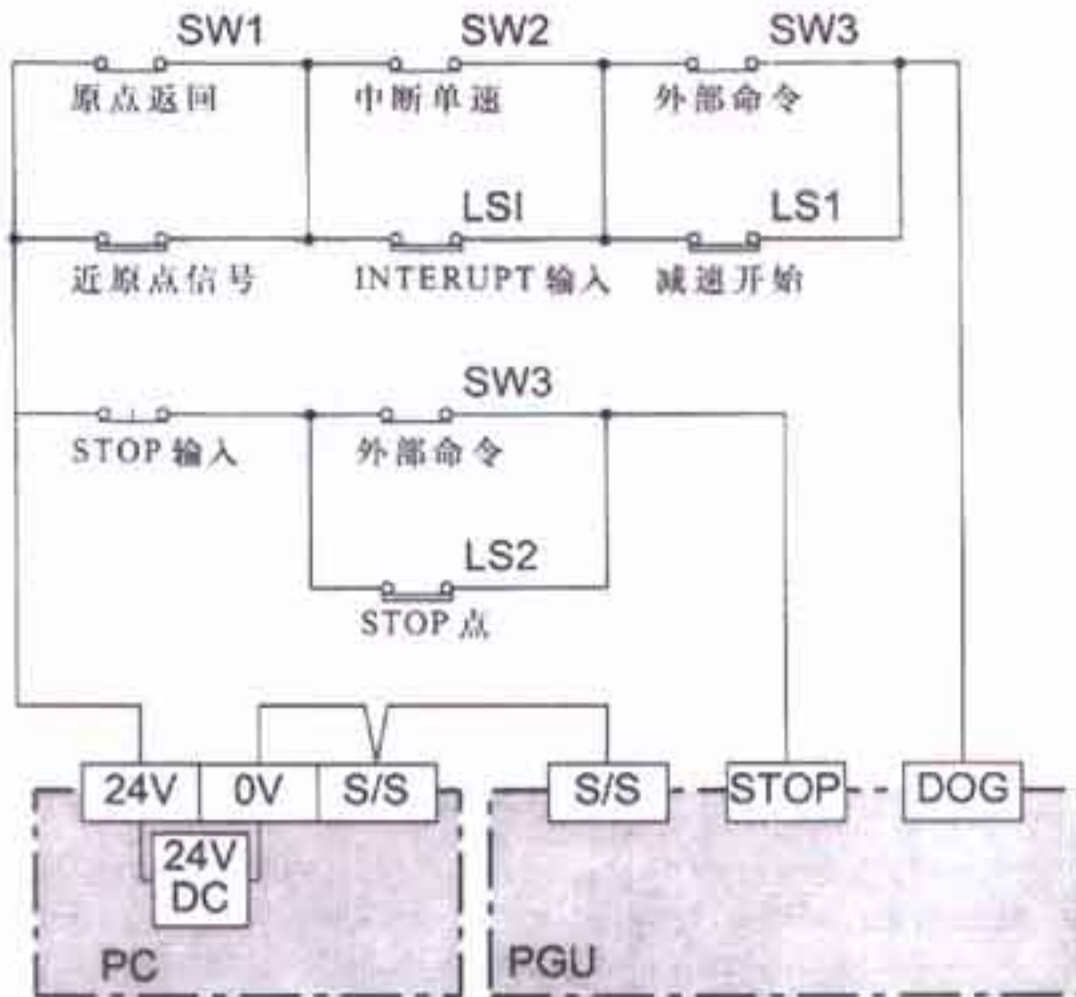 SW1
SW2
SW3
原点返回
中断单速
外部命令
LSI
LS1
近原点信号
INTERUPT 输入
减速开始
SW3
STOP 输入
外部命令
LS2
STOP 点
24V
0V
S/S
S/S
STOP
DOG
24V
DC
PC
PGU